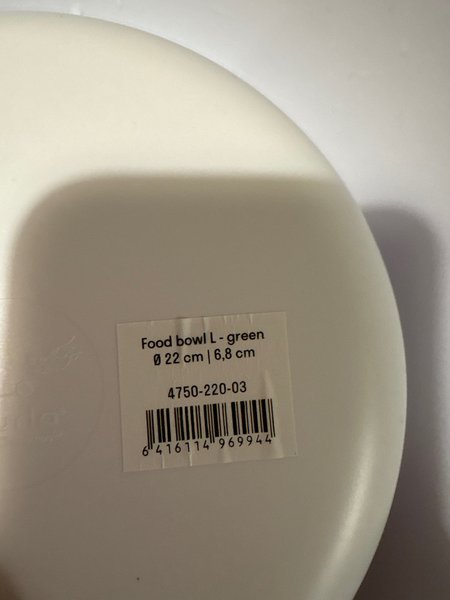 Food bowl L - green
Ø 22 cm | 6,8 cm
4750-220-03
6 416114 969944